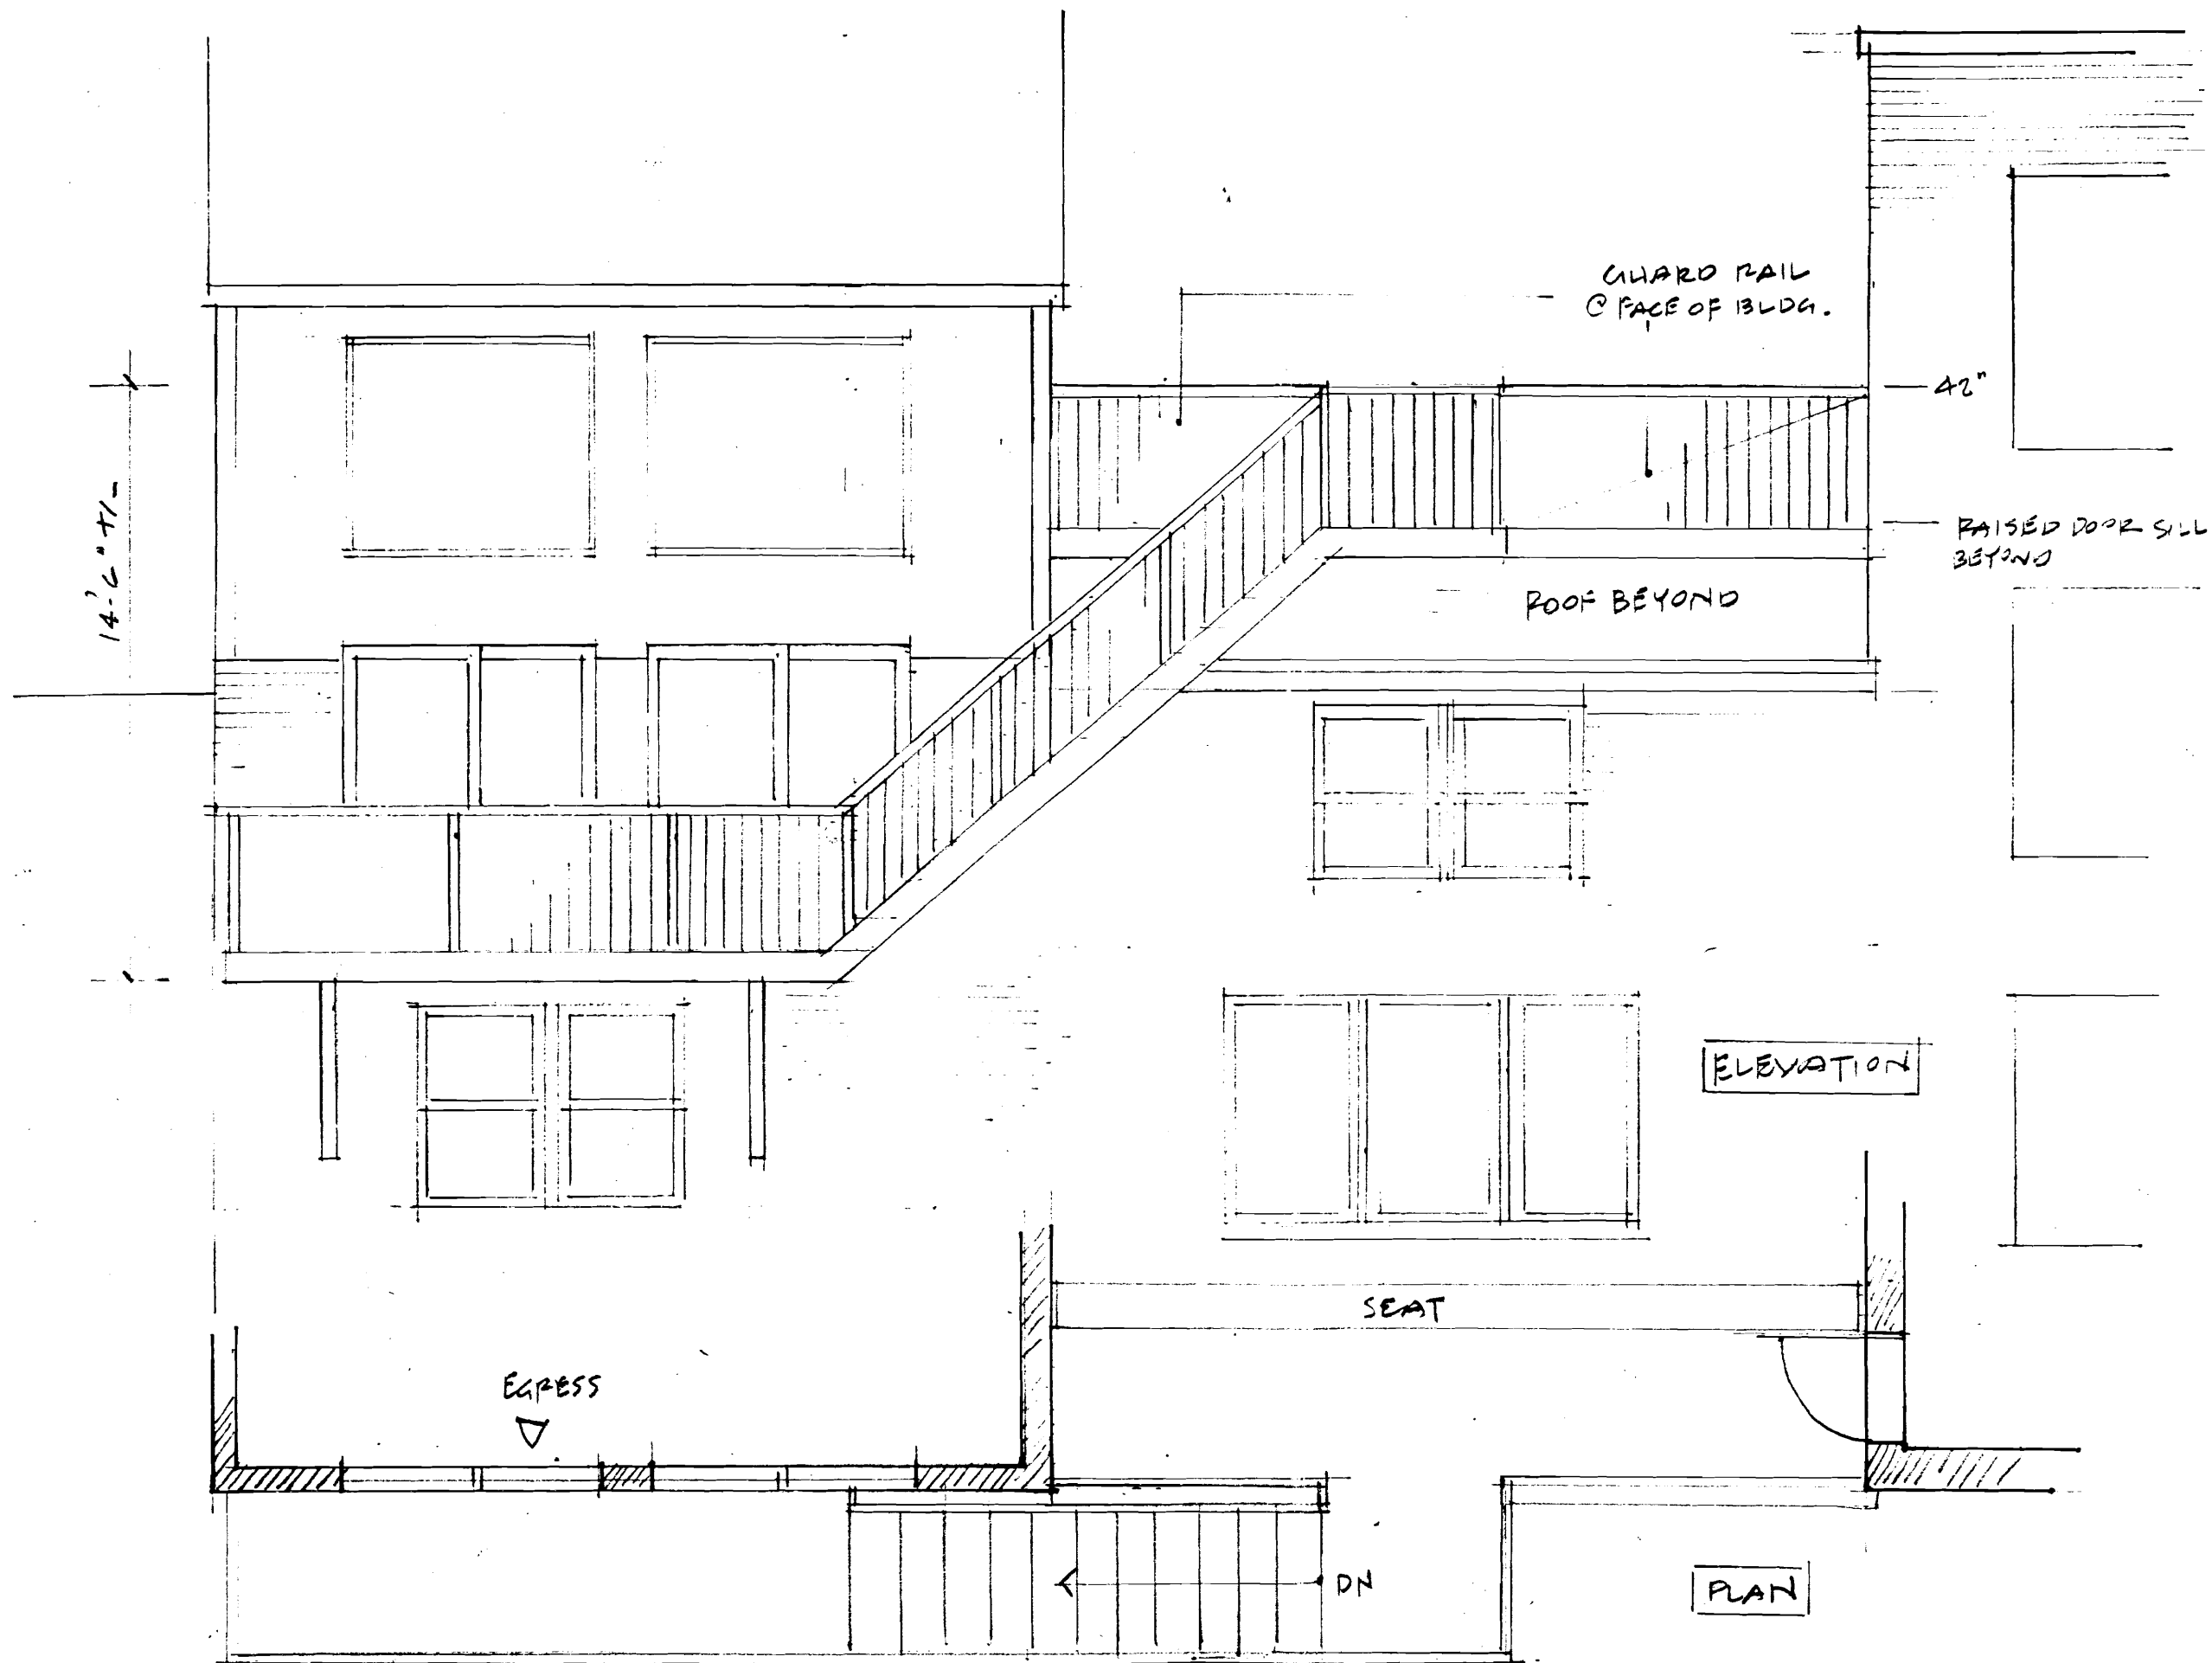 GUARD RAIL
@ FACE OF BLDG.
42"
14'-6" +/-
RAISED DOOR SILL
BEYOND
ROOF BEYOND
ELEVATION
SEAT
EGRESS
DN
PLAN